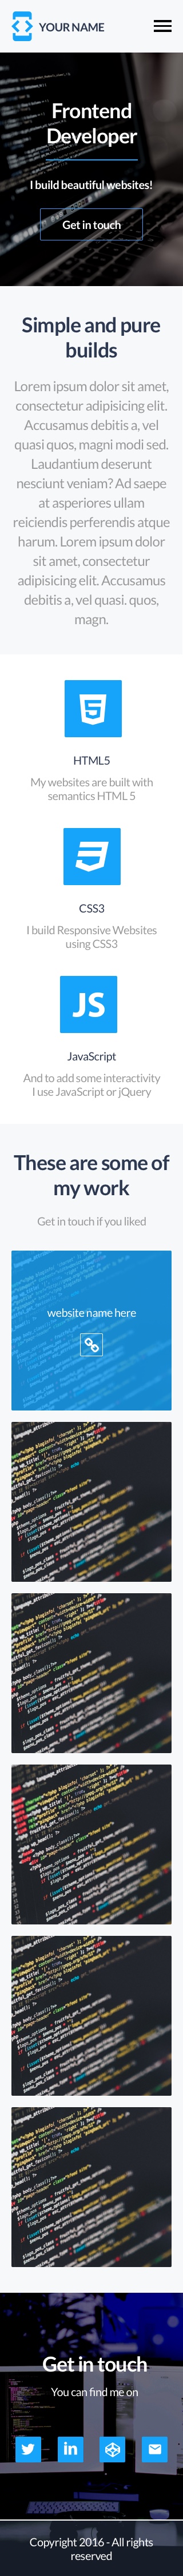 YOUR NAME
Frontend
Developer
I build beautiful websites!
Get in touch
Simple and pure
builds
Lorem ipsum dolor sit amet,
consectetur adipisicing elit.
Accusamus debitis a, vel
quasi quos, magni modi sed.
Laudantium deserunt
nesciunt veniam? Ad saepe
at asperiores ullam
reiciendis perferendis atque
harum. Lorem ipsum dolor
sit amet, consectetur
adipisicing elit. Accusamus
debitis a, vel quasi. quos,
magn.
5
HTML5
My websites are built with
semantics HTML 5
3
CSS3
I build Responsive Websites
using CSS3
JS
JavaScript
And to add some interactivity
I use JavaScript or jQuery
These are some of
my work
Get in touch if you liked
website name here
Get in touch
You can find me on
in
Copyright 2016 - All rights
reserved